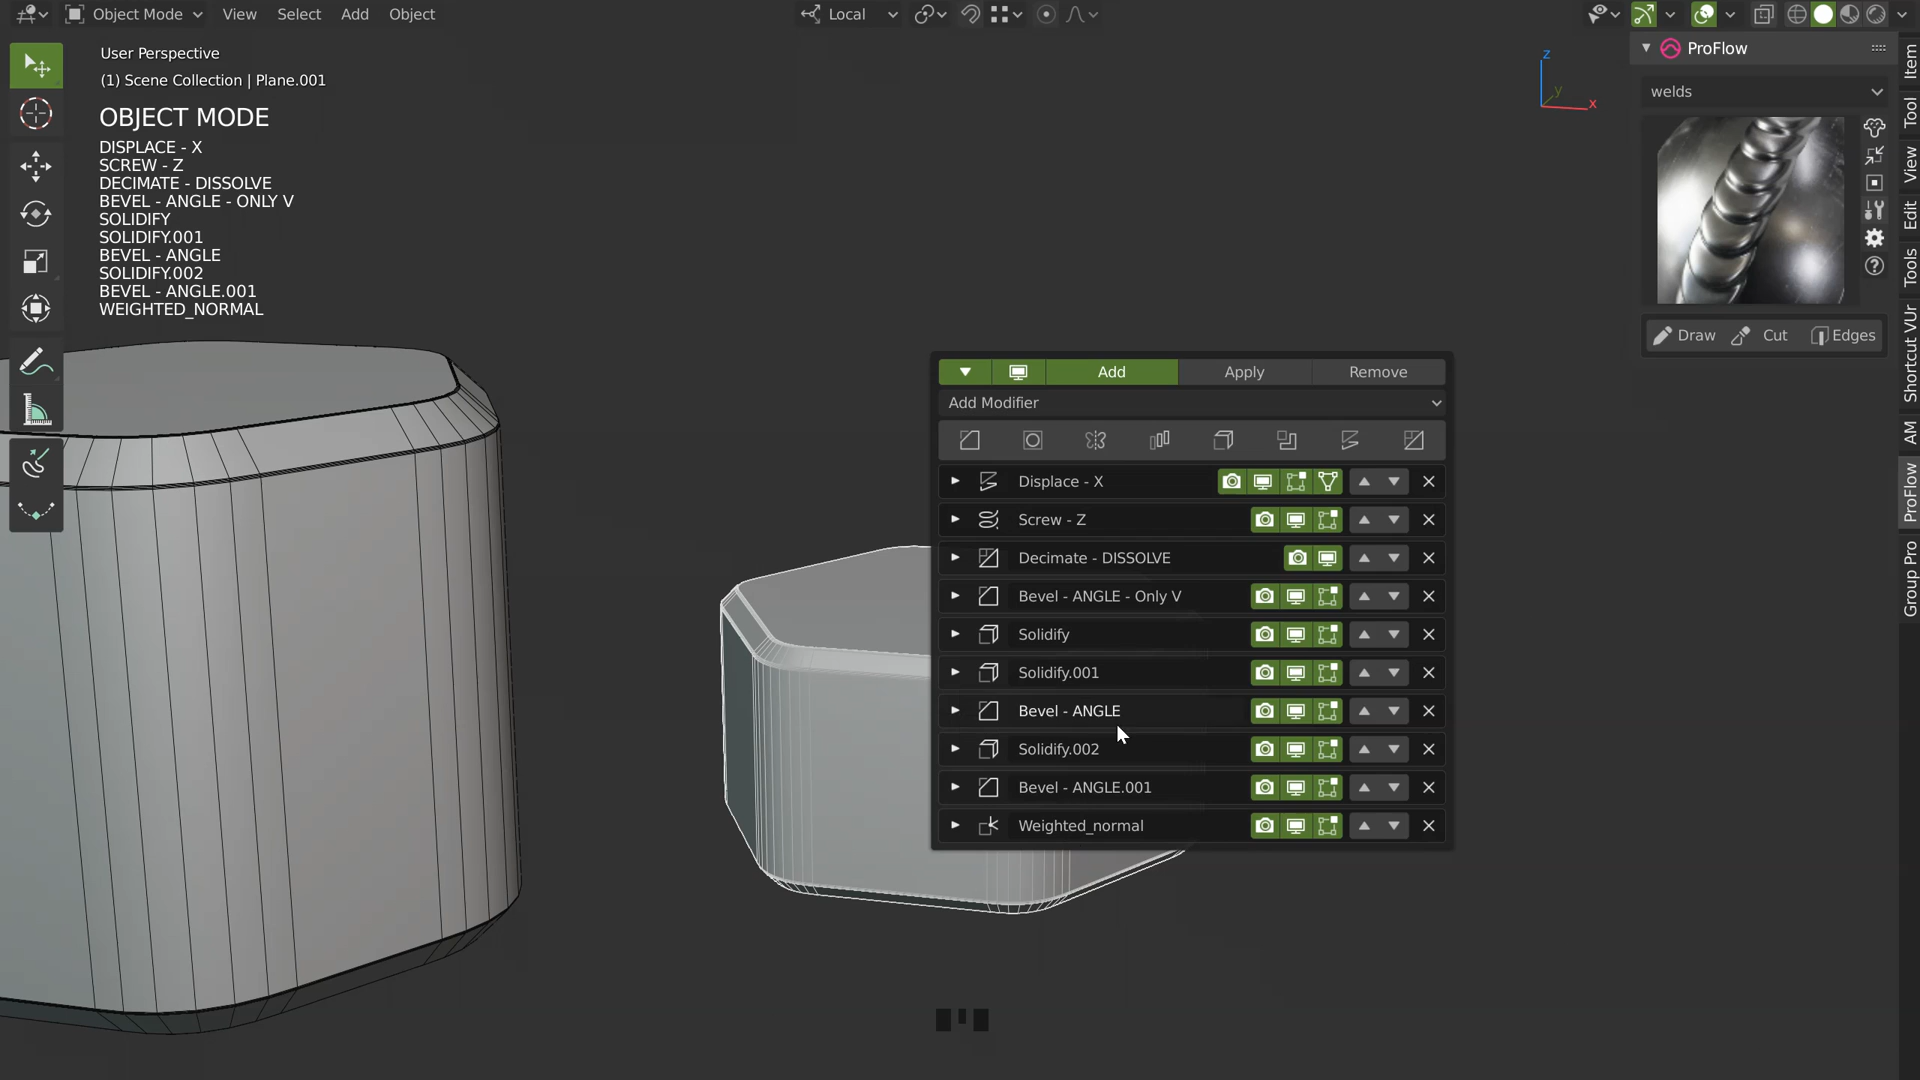 Object Mode
View
Select
Add
Object
Local
User Perspective
(1) Scene Collection | Plane.001
OBJECT MODE
DISPLACE - X
SCREW - Z
DECIMATE - DISSOLVE
BEVEL - ANGLE - ONLY V
SOLIDIFY
SOLIDIFY.001
BEVEL - ANGLE
SOLIDIFY.002
BEVEL - ANGLE.001
WEIGHTED_NORMAL
z
y
x
Add
Apply
Remove
Add Modifier
Displace - X
Screw - Z
Decimate - DISSOLVE
Bevel - ANGLE - Only V
Solidify
Solidify.001
Bevel - ANGLE
Solidify.002
Bevel - ANGLE.001
Weighted_normal
ProFlow
welds
Draw
Cut
Edges
Item
Tool
View
Edit
Tools
Shortcut VUr
AM
ProFlow
Group Pro